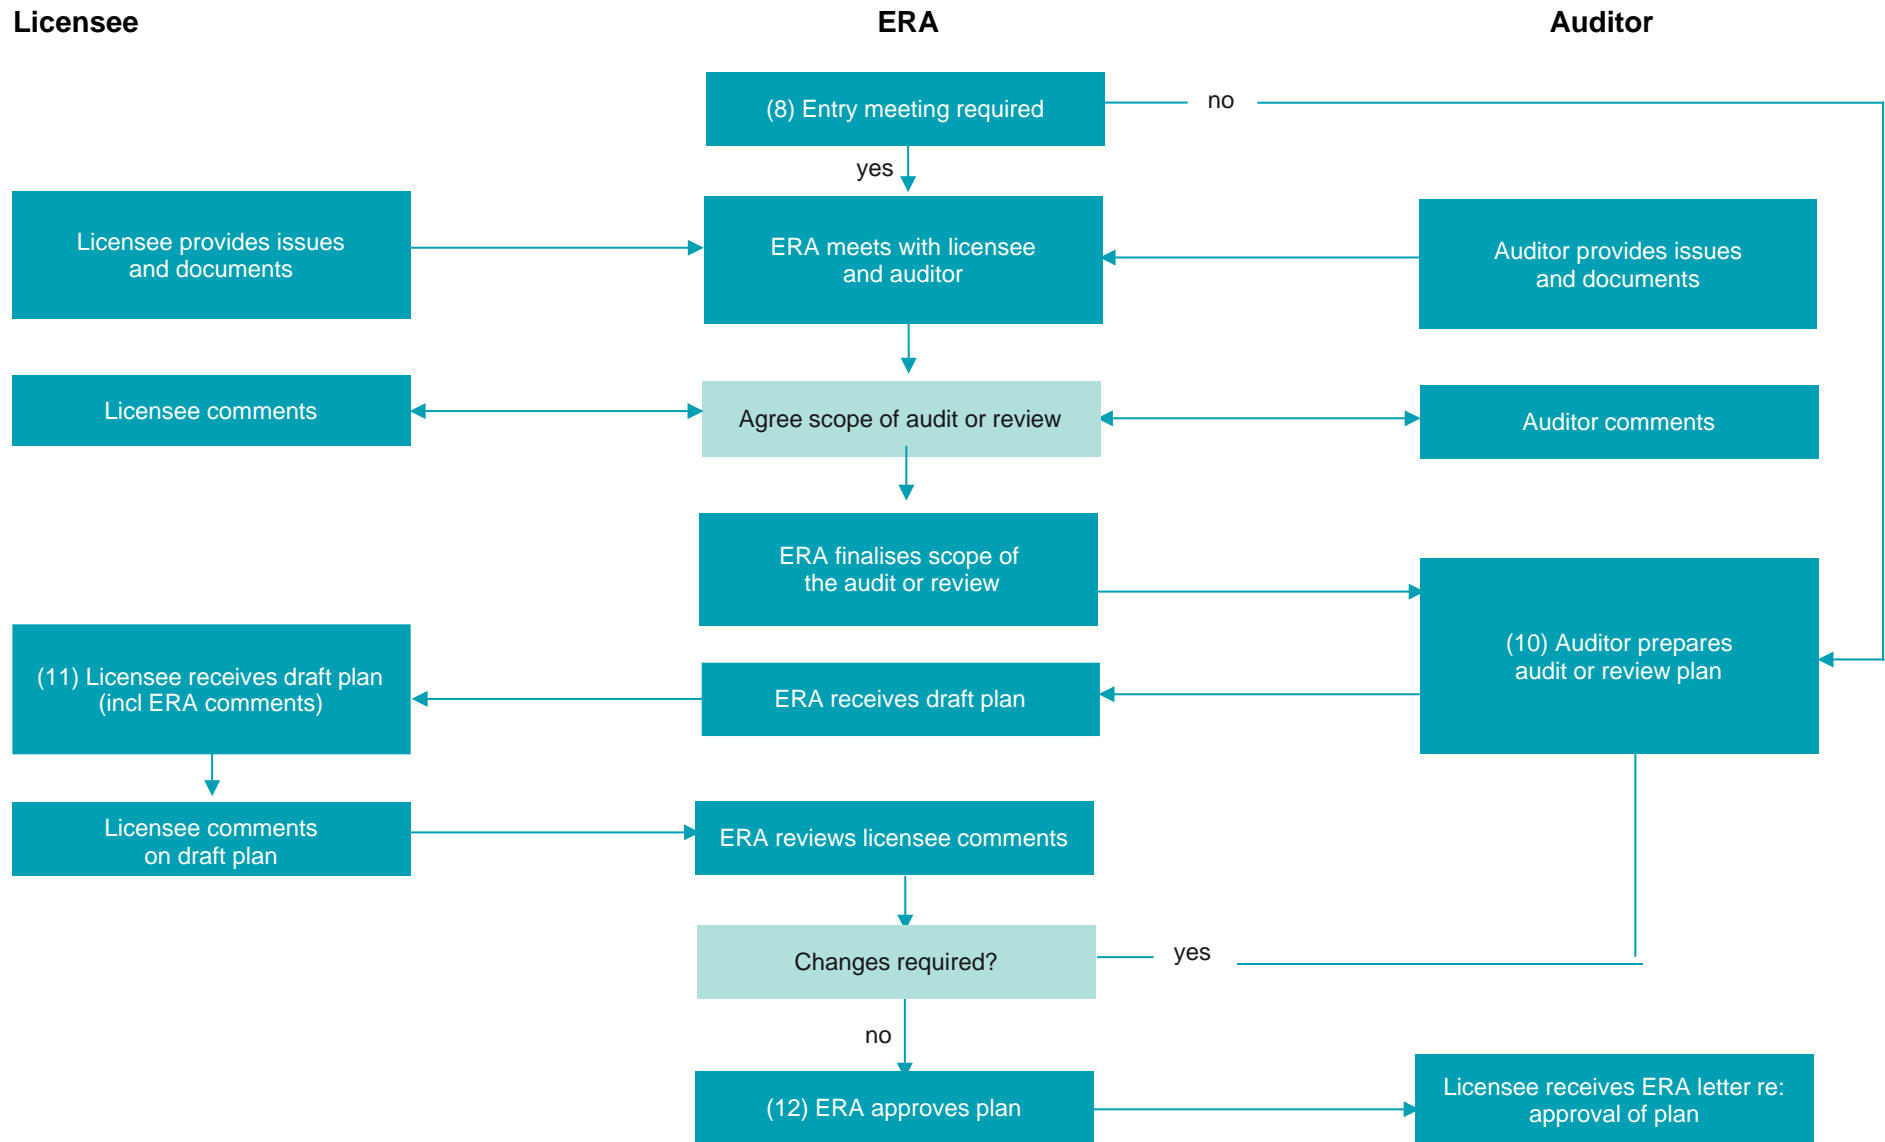 Licensee
ERA
Auditor
(8) Entry meeting required
no
yes
Licensee provides issues
and documents
ERA meets with licensee
and auditor
Auditor provides issues
and documents
Licensee comments
Agree scope of audit or review
Auditor comments
ERA finalises scope of
the audit or review
(10) Auditor prepares
audit or review plan
(11) Licensee receives draft plan
(incl ERA comments)
ERA receives draft plan
Licensee comments
on draft plan
ERA reviews licensee comments
Changes required?
yes
no
(12) ERA approves plan
Licensee receives ERA letter re:
approval of plan